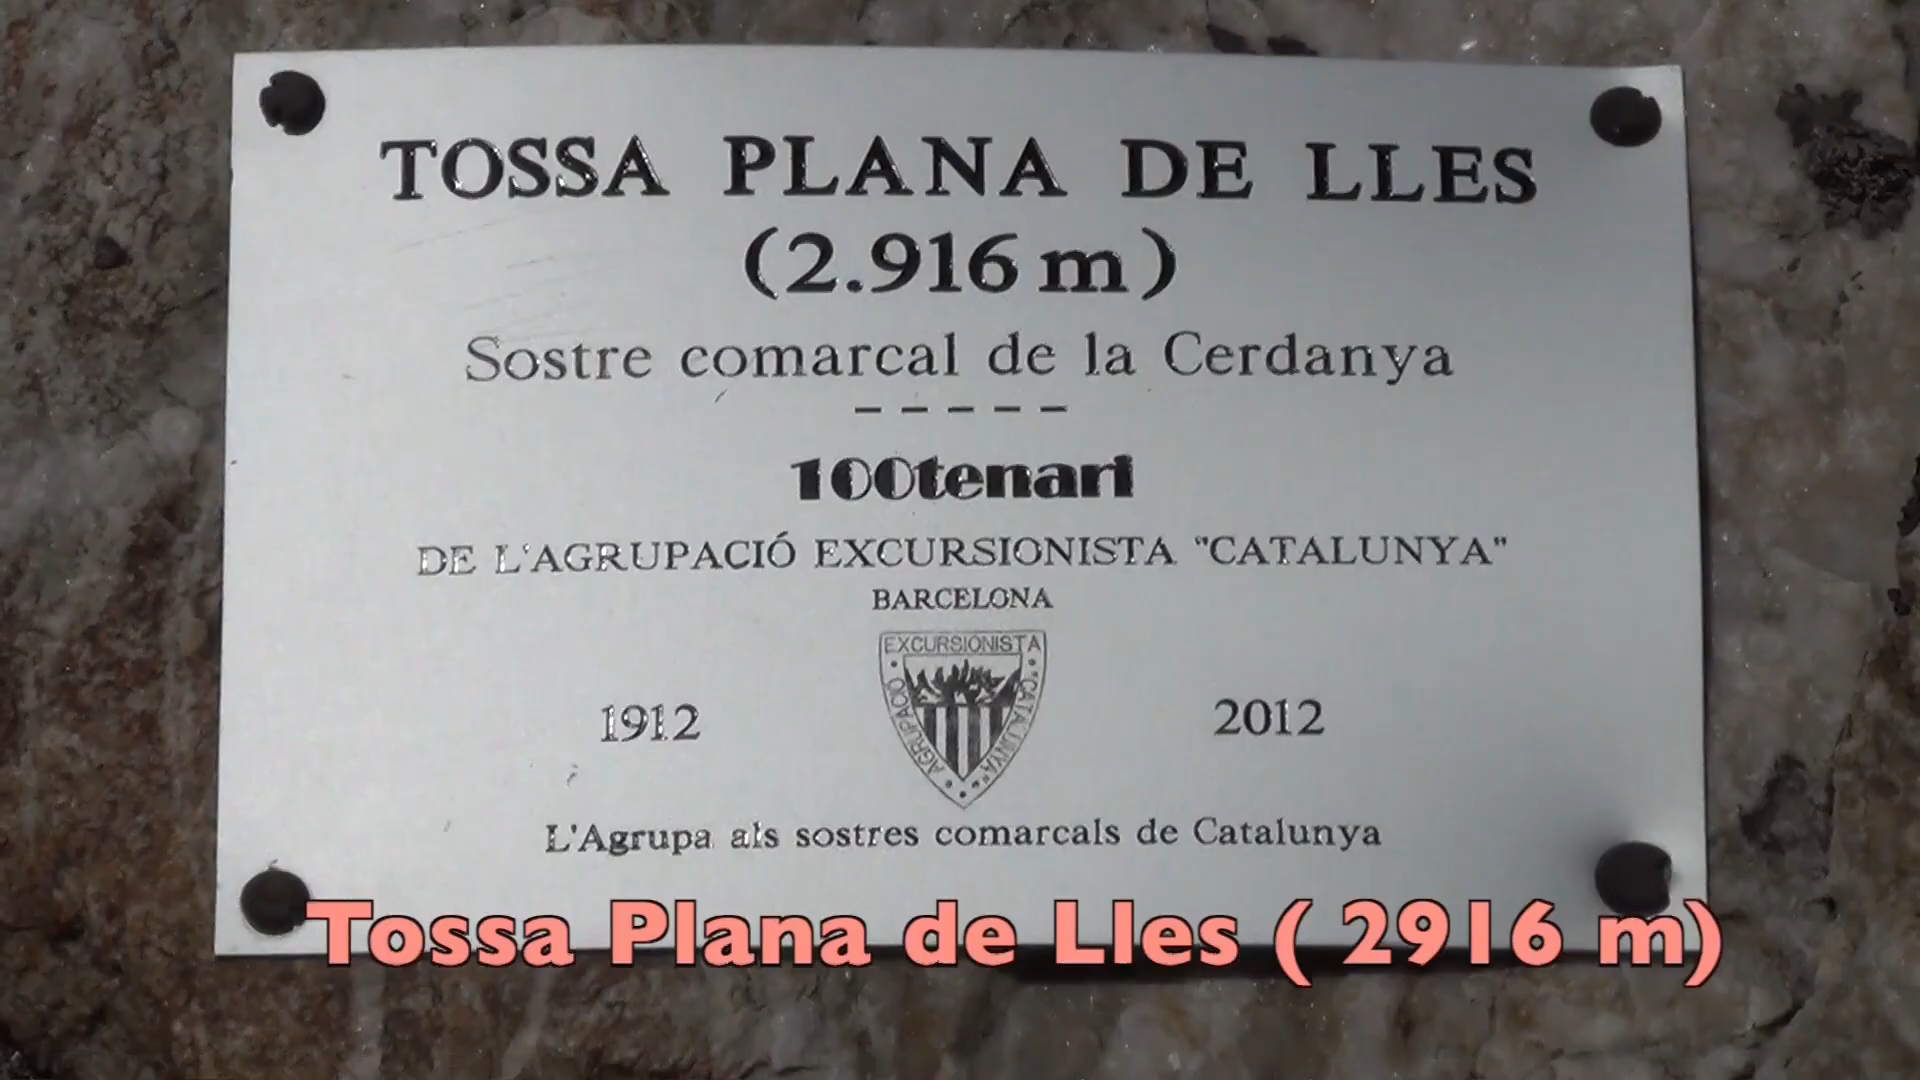 TOSSA PLANA DE LLES
(2.916 m)
Sostre comarcal de la Cerdanya
- - - - -
100tenari
DE L'AGRUPACIÓ EXCURSIONISTA "CATALUNYA"
BARCELONA
EXCURSIONISTA
AGRUPACIÓ
"CATALUNYA"
1912
2012
L'Agrupa als sostres comarcals de Catalunya
Tossa Plana de Lles ( 2916 m)